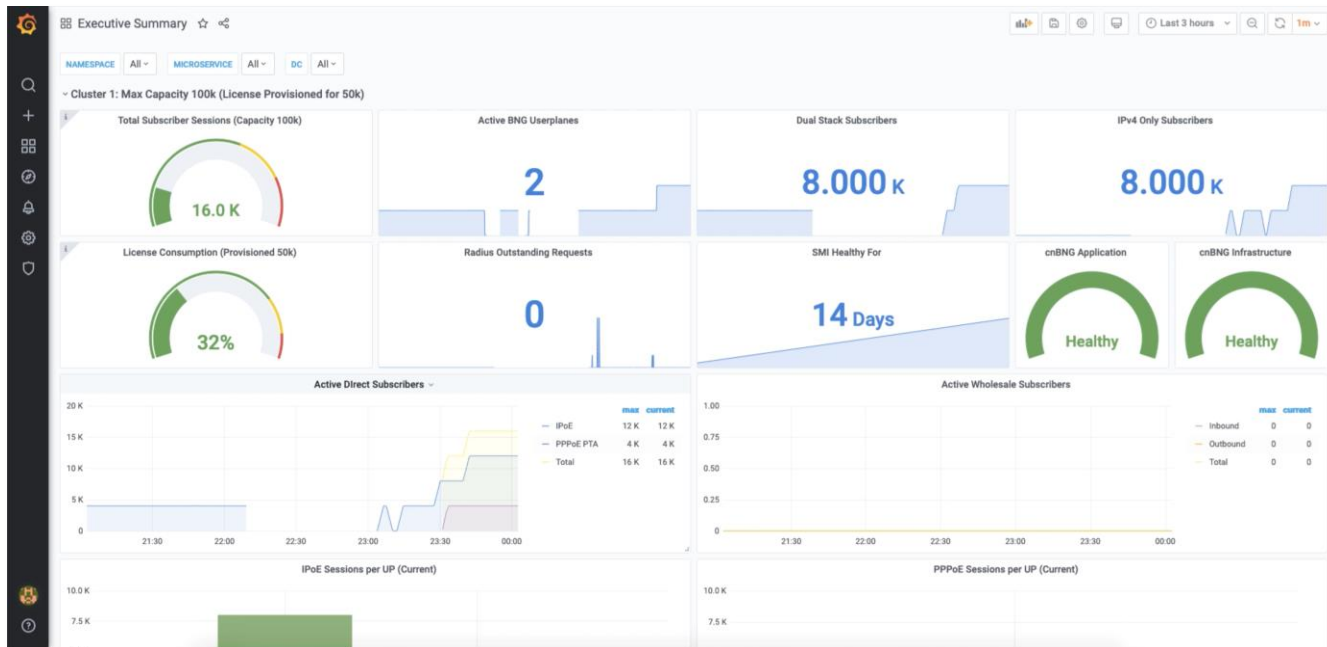 Executive Summary
Last 3 hours
1m
NAMESPACE All MICROSERVICE All DC All
Cluster 1: Max Capacity 100k (License Provisioned for 50k)
Total Subscriber Sessions (Capacity 100k)
16.0 K
Active BNG Userplanes
2
Dual Stack Subscribers
8.000 K
IPv4 Only Subscribers
8.000 K
License Consumption (Provisioned 50k)
32%
Radius Outstanding Requests
0
SMI Healthy For
14 Days
cnBNG Application
Healthy
cnBNG Infrastructure
Healthy
Active DIrect Subscribers
20 K
15 K
10 K
5 K
0
21:30 22:00 22:30 23:00 23:30 00:00
max current
IPoE 12 K 12 K
PPPoE PTA 4 K 4 K
Total 16 K 16 K
Active Wholesale Subscribers
1.00
0.75
0.50
0.25
0
21:30 22:00 22:30 23:00 23:30 00:00
max current
Inbound 0 0
Outbound 0 0
Total 0 0
IPoE Sessions per UP (Current)
10.0 K
7.5 K
PPPoE Sessions per UP (Current)
10.0 K
7.5 K